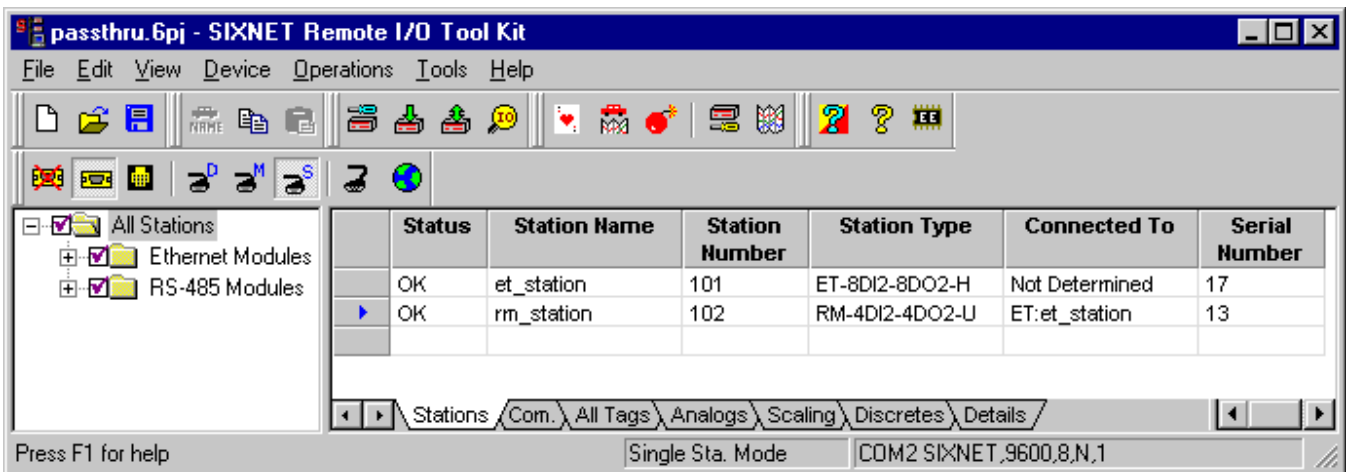 passthru.6pj - SIXNET Remote I/O Tool Kit
File Edit View Device Operations Tools Help
NAME IO ? ? EE
D M S
All Stations
Ethernet Modules
RS-485 Modules
Status Station Name Station Number Station Type Connected To Serial Number
OK et_station 101 ET-8DI2-8DO2-H Not Determined 17
OK rm_station 102 RM-4DI2-4DO2-U ET:et_station 13
Stations Com. All Tags Analogs Scaling Discretes Details
Press F1 for help Single Sta. Mode COM2 SIXNET,9600,8,N,1